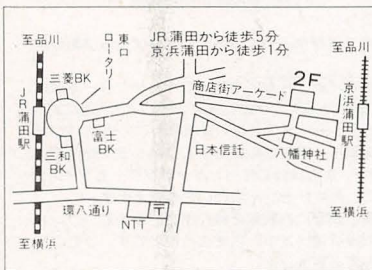 至品川
東口
ロータリー
JR蒲田から徒歩5分
京浜蒲田から徒歩1分
至品川
三菱BK
商店街アーケード
2F
JR蒲田駅
京浜蒲田駅
富士
BK
三和
BK
日本信託
八幡神社
環八通り
〒
NTT
至横浜
至横浜